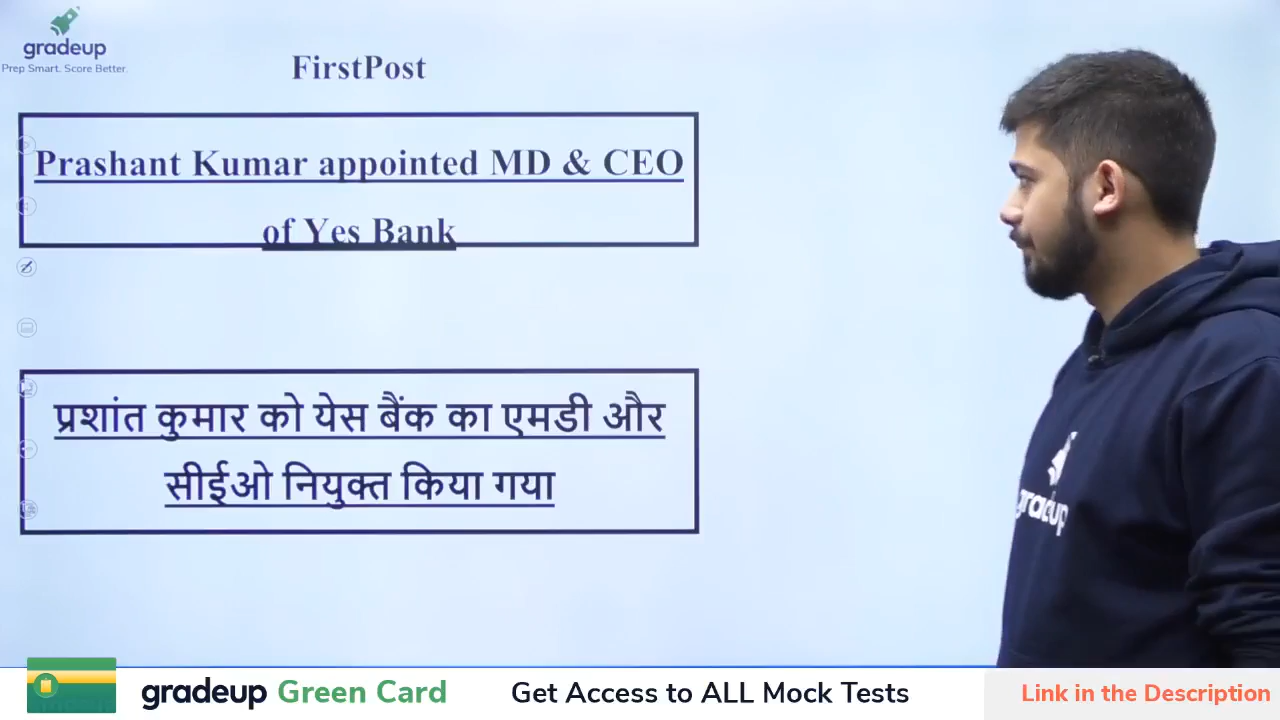 gradeup
Prep Smart. Score Better.
FirstPost
Prashant Kumar appointed MD & CEO
of Yes Bank
प्रशांत कुमार को येस बैंक का एमडी और
सीईओ नियुक्त किया गया
gradeup
gradeup Green Card
Get Access to ALL Mock Tests
Link in the Description